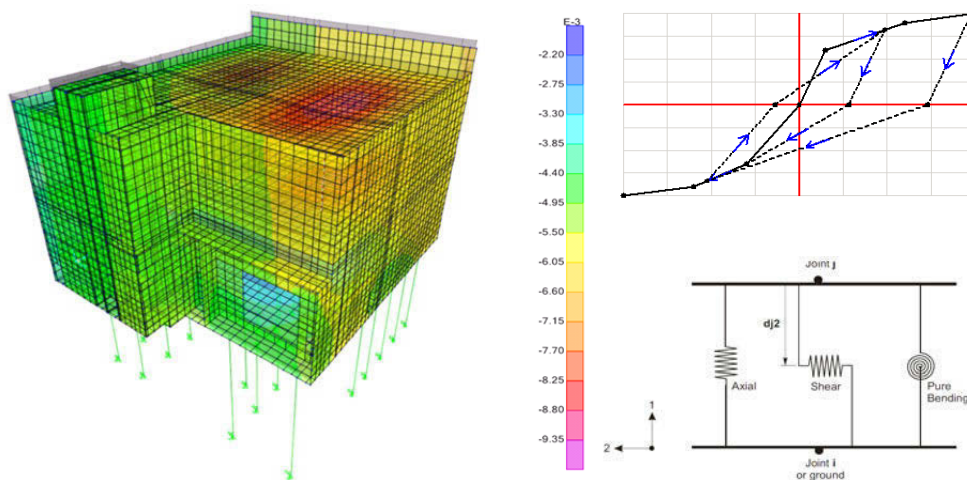 E-3
-2.20
-2.75
-3.30
-3.85
-4.40
-4.95
-5.50
-6.05
-6.60
-7.15
-7.70
-8.25
-8.80
-9.35
Joint j
dj2
Axial
Shear
Pure
Bending
1
2
Joint i
or ground